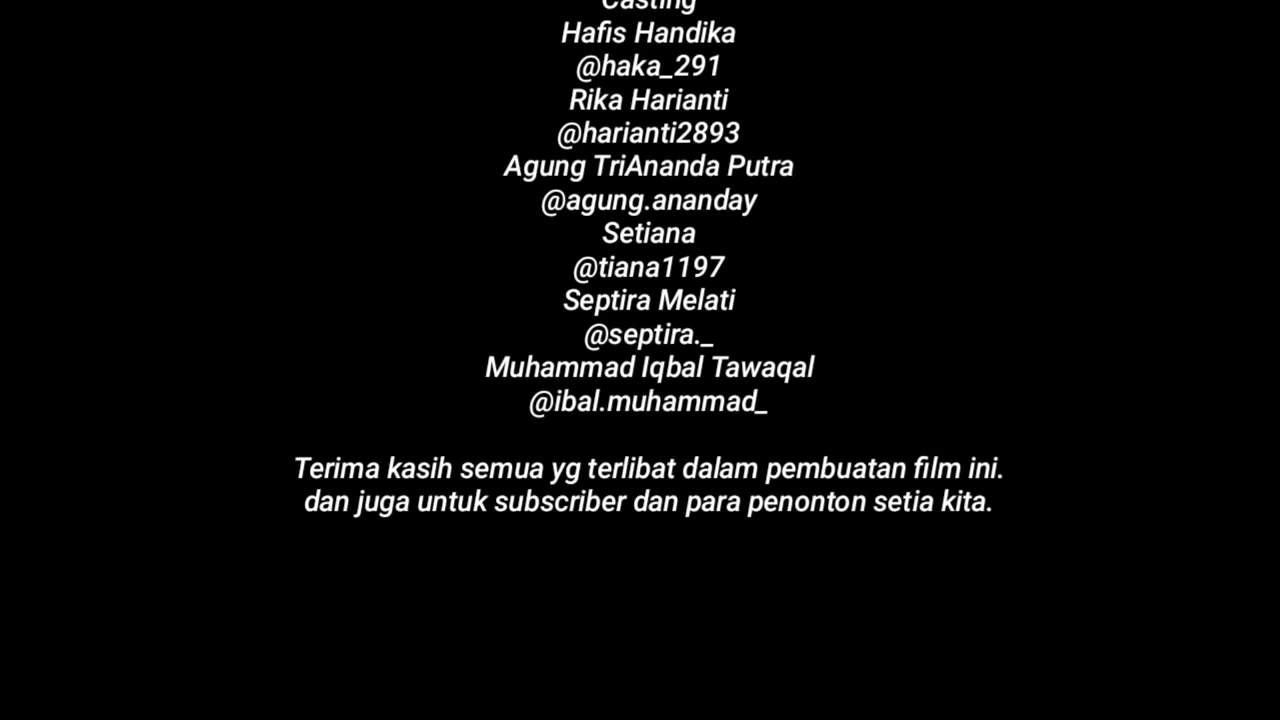 Casting
Hafis Handika
@haka_291
Rika Harianti
@harianti2893
Agung TriAnanda Putra
@agung.ananday
Setiana
@tiana1197
Septira Melati
@septira._
Muhammad Iqbal Tawaqal
@ibal.muhammad_
Terima kasih semua yg terlibat dalam pembuatan film ini.
dan juga untuk subscriber dan para penonton setia kita.